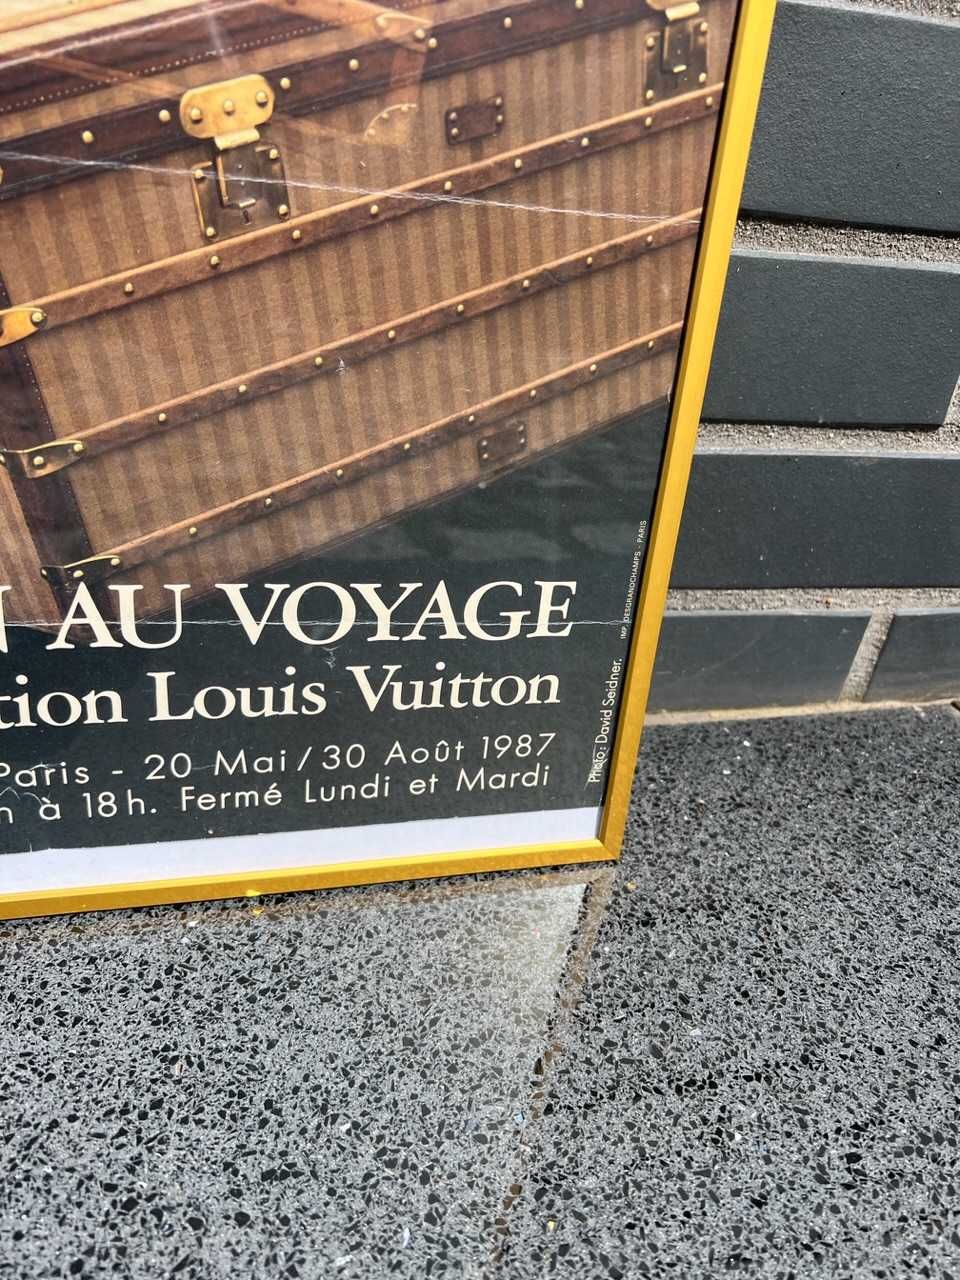 N AU VOYAGE
tion Louis Vuitton
Paris - 20 Mai/30 Août 1987
h à 18h. Fermé Lundi et Mardi
Photo: David Seidner.
IMP. DESGRANDCHAMPS - PARIS